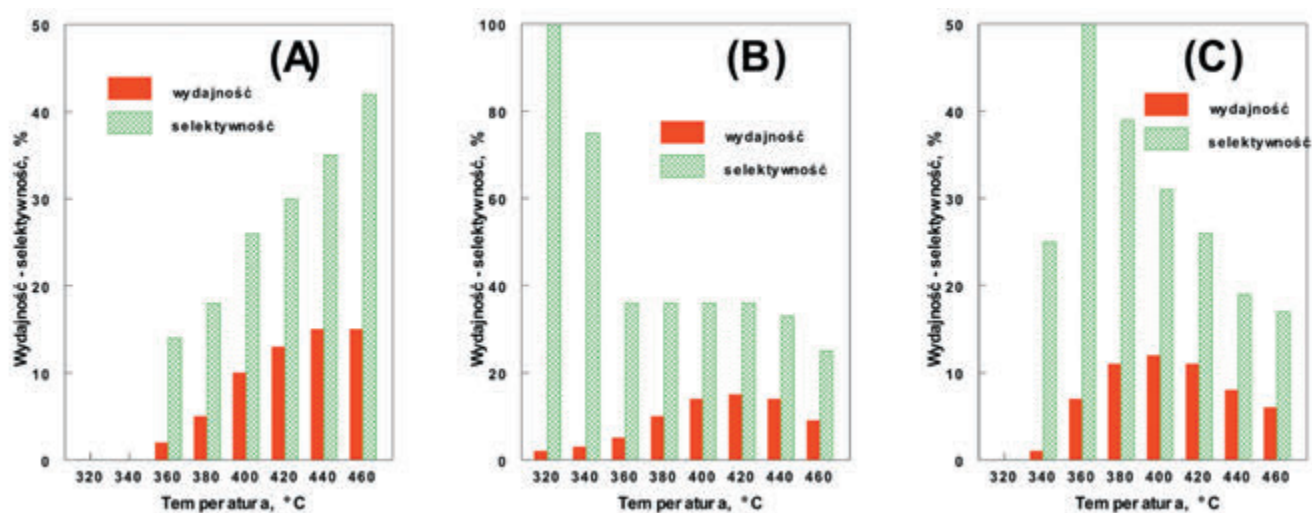 (A)
wydajność
selektywność
Wydajność - selektywność, %
50
40
30
20
10
0
320 340 360 380 400 420 440 460
Temperatura, °C
(B)
wydajność
selektywność
Wydajność - selektywność, %
100
80
60
40
20
0
320 340 360 380 400 420 440 460
Temperatura, °C
(C)
wydajność
selektywność
Wydajność - selektywność, %
50
40
30
20
10
0
320 340 360 380 400 420 440 460
Temperatura, °C